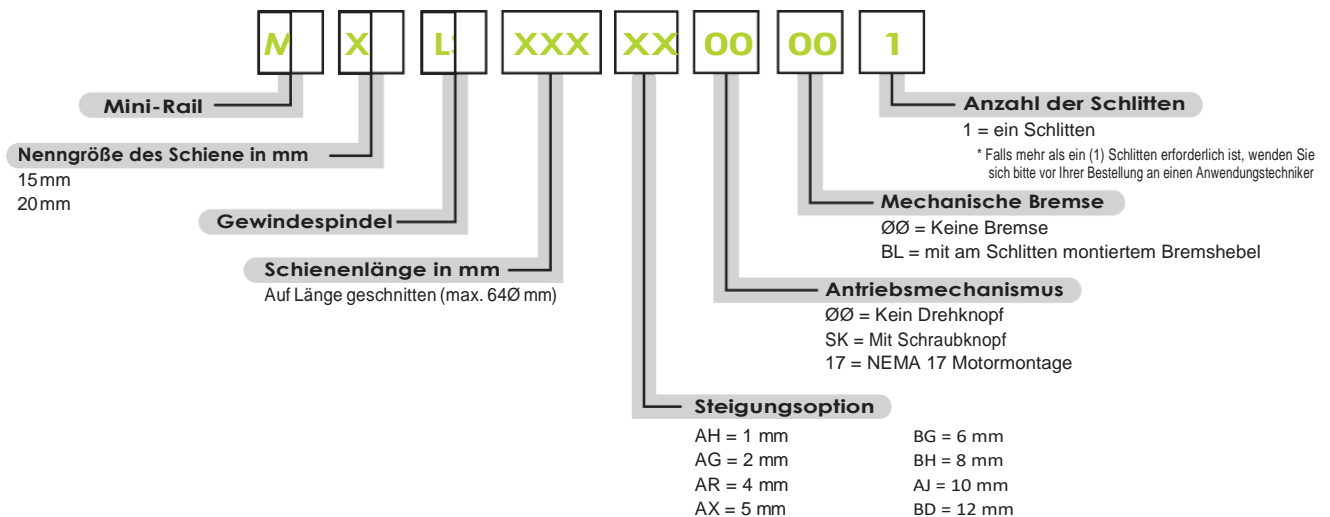 M X L XXX XX 00 00 1
Mini-Rail
Anzahl der Schlitten
1 = ein Schlitten
* Falls mehr als ein (1) Schlitten erforderlich ist, wenden Sie
sich bitte vor Ihrer Bestellung an einen Anwendungstechniker
Nenngröße des Schiene in mm
15 mm
20 mm
Mechanische Bremse
ØØ = Keine Bremse
BL = mit am Schlitten montiertem Bremshebel
Gewindespindel
Schienenlänge in mm
Auf Länge geschnitten (max. 64Ø mm)
Antriebsmechanismus
ØØ = Kein Drehknopf
SK = Mit Schraubknopf
17 = NEMA 17 Motormontage
Steigungsoption
AH = 1 mm
AG = 2 mm
AR = 4 mm
AX = 5 mm
BG = 6 mm
BH = 8 mm
AJ = 10 mm
BD = 12 mm